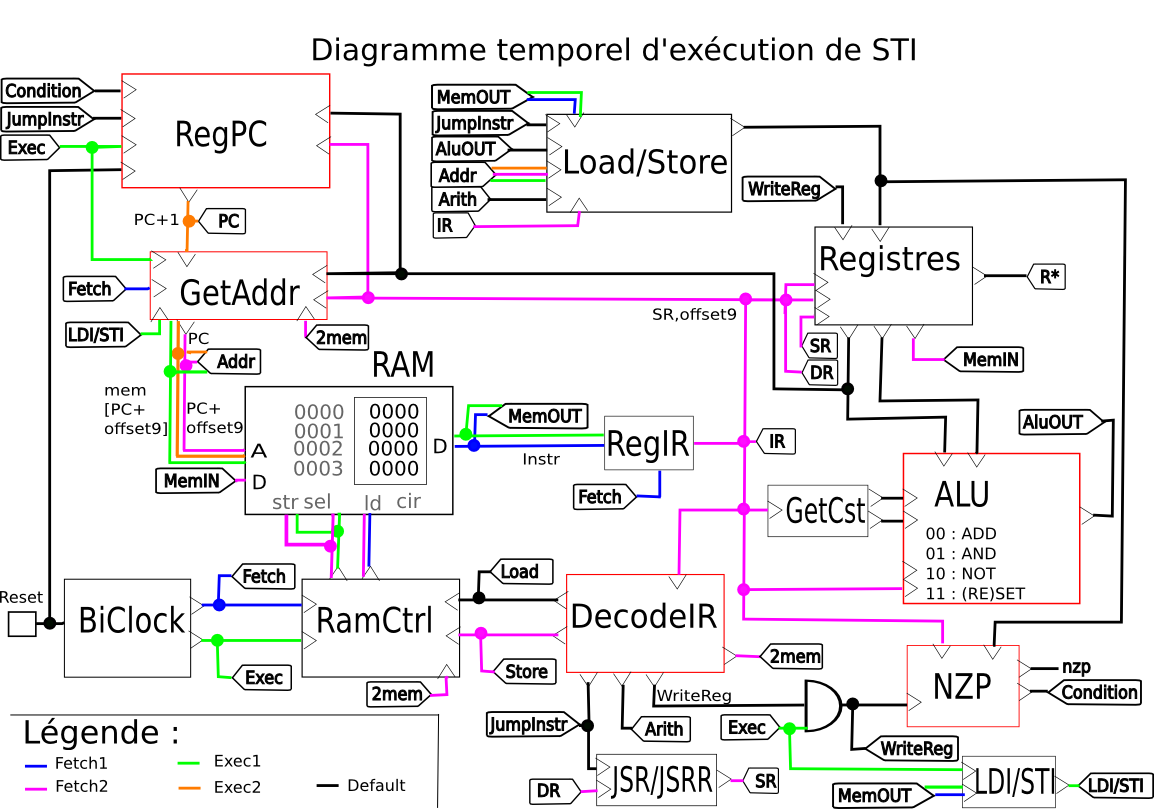 Diagramme temporel d'exécution de STI
Condition
JumpInstr
Exec
RegPC
MemOUT
JumpInstr
AluOUT
Addr
Arith
IR
Load/Store
WriteReg
PC+1
PC
Registres
R*
Fetch
GetAddr
LDI/STI
PC
2mem
SR,offset9
SR
DR
MemIN
Addr
RAM
mem
[PC+
offset9]
PC+
offset9
0000 0000
0001 0000
0002 0000
0003 0000
A
D
D
MemIN
str sel ld cir
MemOUT
Instr
RegIR
IR
Fetch
AluOUT
GetCst
ALU
00 : ADD
01 : AND
10 : NOT
11 : (RE)SET
Reset
BiClock
Fetch
Exec
RamCtrl
Load
Store
2mem
DecodeIR
2mem
WriteReg
JumpInstr
Arith
Exec
WriteReg
NZP
nzp
Condition
DR
JSR/JSRR
SR
MemOUT
LDI/STI
LDI/STI
Légende :
Fetch1
Fetch2
Exec1
Exec2
Default